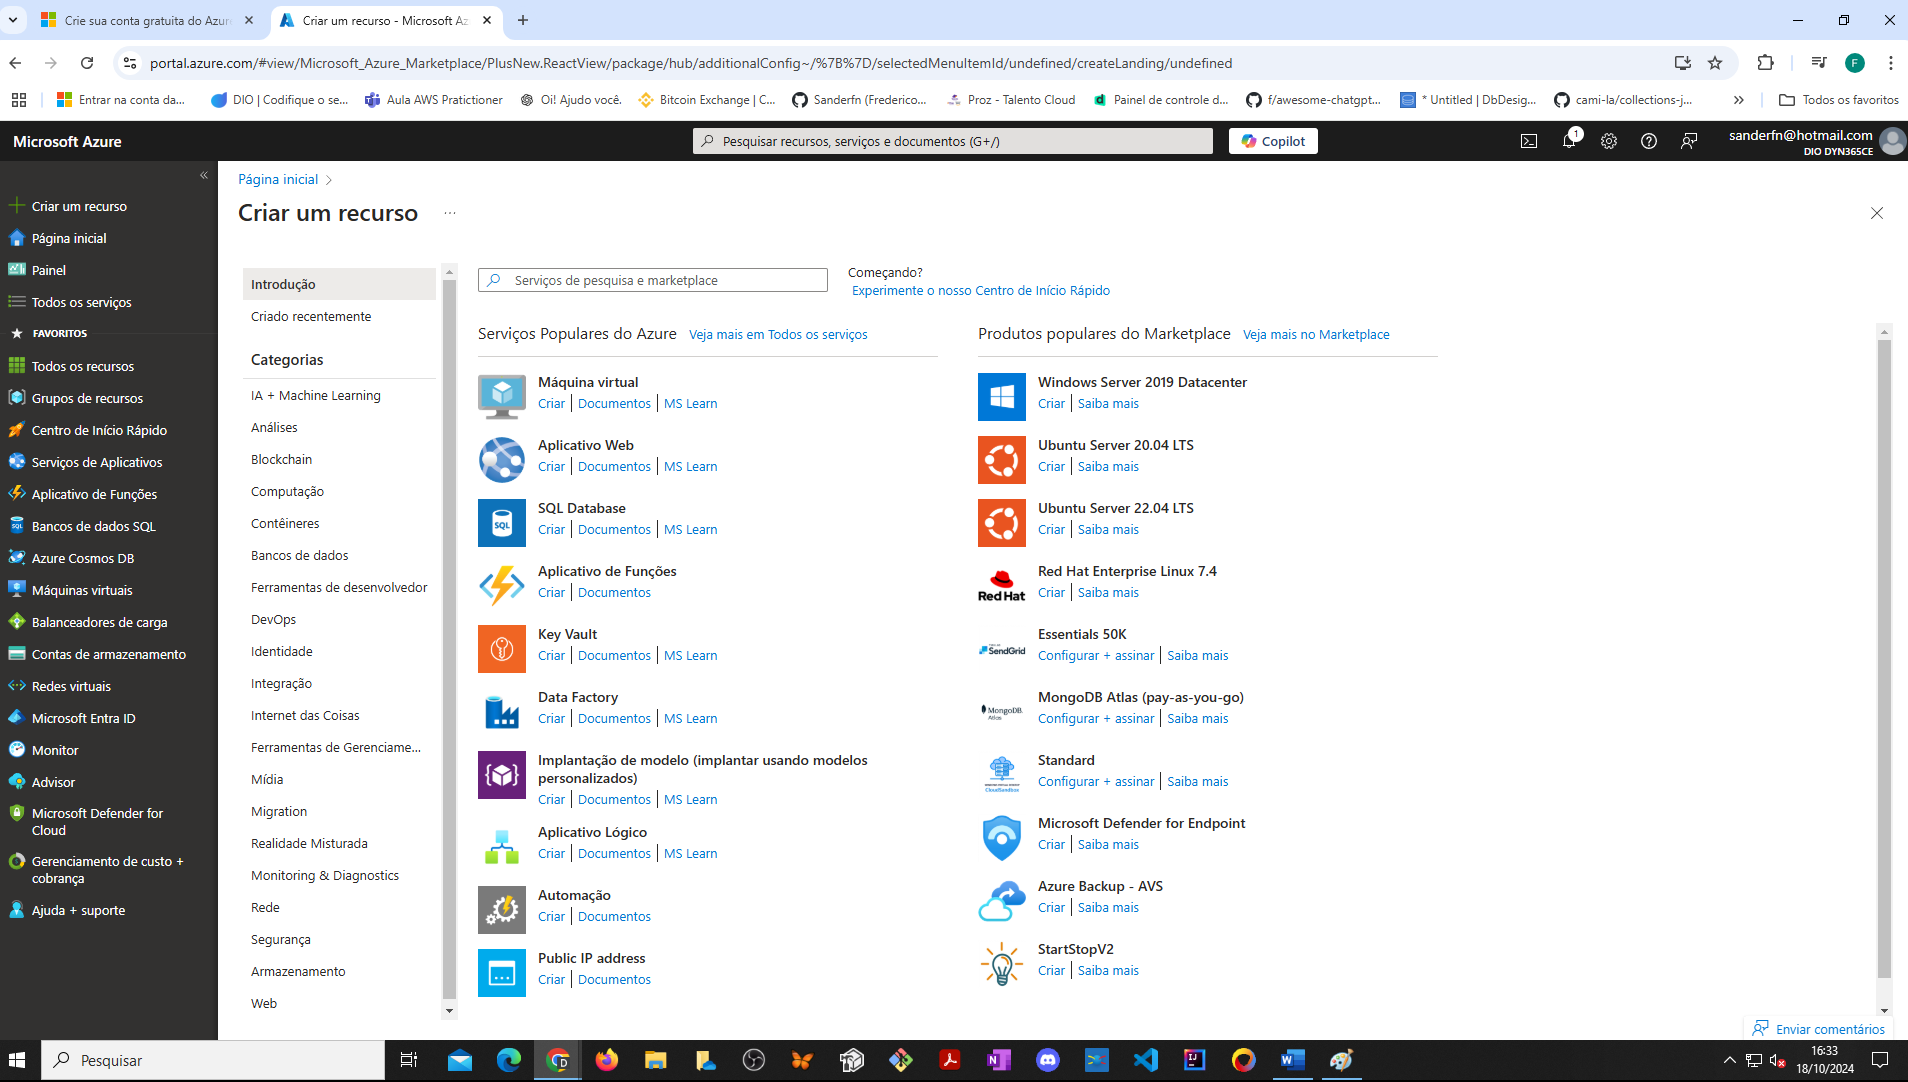 Crie sua conta gratuita do Azur
Criar um recurso - Microsoft Az
portal.azure.com/#view/Microsoft_Azure_Marketplace/PlusNew.ReactView/package/hub/additionalConfig~/%7B%7D/selectedMenuItemId/undefined/createLanding/undefined
F
Entrar na conta da...
DIO | Codifique o se...
Aula AWS Pratictioner
Oi! Ajudo você.
Bitcoin Exchange | C...
Sanderfn (Frederico...
Proz - Talento Cloud
Painel de controle d...
f/awesome-chatgpt...
* Untitled | DbDesig...
cami-la/collections-j...
Todos os favoritos
Microsoft Azure
Pesquisar recursos, serviços e documentos (G+/)
Copilot
1
sanderfn@hotmail.com
DIO DYN365CE
Criar um recurso
Página inicial
Painel
Todos os serviços
FAVORITOS
Todos os recursos
Grupos de recursos
Centro de Início Rápido
Serviços de Aplicativos
Aplicativo de Funções
Bancos de dados SQL
Azure Cosmos DB
Máquinas virtuais
Balanceadores de carga
Contas de armazenamento
Redes virtuais
Microsoft Entra ID
Monitor
Advisor
Microsoft Defender for
Cloud
Gerenciamento de custo +
cobrança
Ajuda + suporte
Página inicial
Criar um recurso
Introdução
Criado recentemente
Categorias
IA + Machine Learning
Análises
Blockchain
Computação
Contêineres
Bancos de dados
Ferramentas de desenvolvedor
DevOps
Identidade
Integração
Internet das Coisas
Ferramentas de Gerenciame...
Mídia
Migration
Realidade Misturada
Monitoring & Diagnostics
Rede
Segurança
Armazenamento
Web
Serviços de pesquisa e marketplace
Começando?
Experimente o nosso Centro de Início Rápido
Serviços Populares do Azure Veja mais em Todos os serviços
Máquina virtual
Criar | Documentos | MS Learn
Aplicativo Web
Criar | Documentos | MS Learn
SQL
SQL Database
Criar | Documentos | MS Learn
Aplicativo de Funções
Criar | Documentos
Key Vault
Criar | Documentos | MS Learn
Data Factory
Criar | Documentos | MS Learn
Implantação de modelo (implantar usando modelos
personalizados)
Criar | Documentos | MS Learn
Aplicativo Lógico
Criar | Documentos | MS Learn
Automação
Criar | Documentos
Public IP address
Criar | Documentos
Produtos populares do Marketplace Veja mais no Marketplace
Windows Server 2019 Datacenter
Criar | Saiba mais
Ubuntu Server 20.04 LTS
Criar | Saiba mais
Ubuntu Server 22.04 LTS
Criar | Saiba mais
Red Hat
Red Hat Enterprise Linux 7.4
Criar | Saiba mais
SendGrid
Essentials 50K
Configurar + assinar | Saiba mais
MongoDB.
Atlas
MongoDB Atlas (pay-as-you-go)
Configurar + assinar | Saiba mais
CloudSandbox
Standard
Configurar + assinar | Saiba mais
Microsoft Defender for Endpoint
Criar | Saiba mais
Azure Backup - AVS
Criar | Saiba mais
StartStopV2
Criar | Saiba mais
Enviar comentários
Pesquisar
16:33
18/10/2024